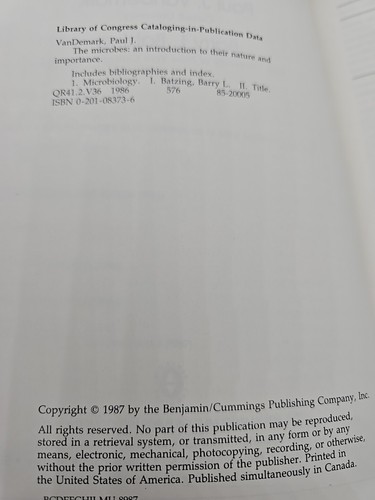 Library of Congress Cataloging-in-Publication Data
VanDemark, Paul J.
The microbes: an introduction to their nature and
importance.
Includes bibliographies and index.
1. Microbiology. I. Batzing, Barry L. II. Title.
QR41.2.V36 1986 576 85-20005
ISBN 0-201-08373-6
Copyright © 1987 by the Benjamin/Cummings Publishing Company, Inc.
All rights reserved. No part of this publication may be reproduced,
stored in a retrieval system, or transmitted, in any form or by any
means, electronic, mechanical, photocopying, recording, or otherwise,
without the prior written permission of the publisher. Printed in
the United States of America. Published simultaneously in Canada.